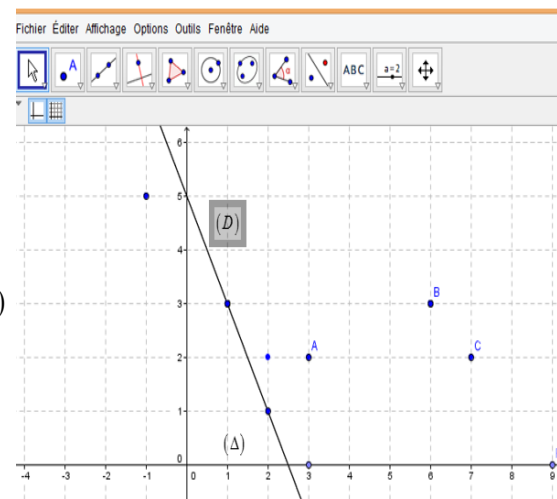 Fichier Éditer Affichage Options Outils Fenêtre Aide
A α ABC a=2
6
5
(D)
4
)
3 B
2 A C
1
(Δ)
0
-4 -3 -2 -1 0 1 2 3 4 5 6 7 8 9